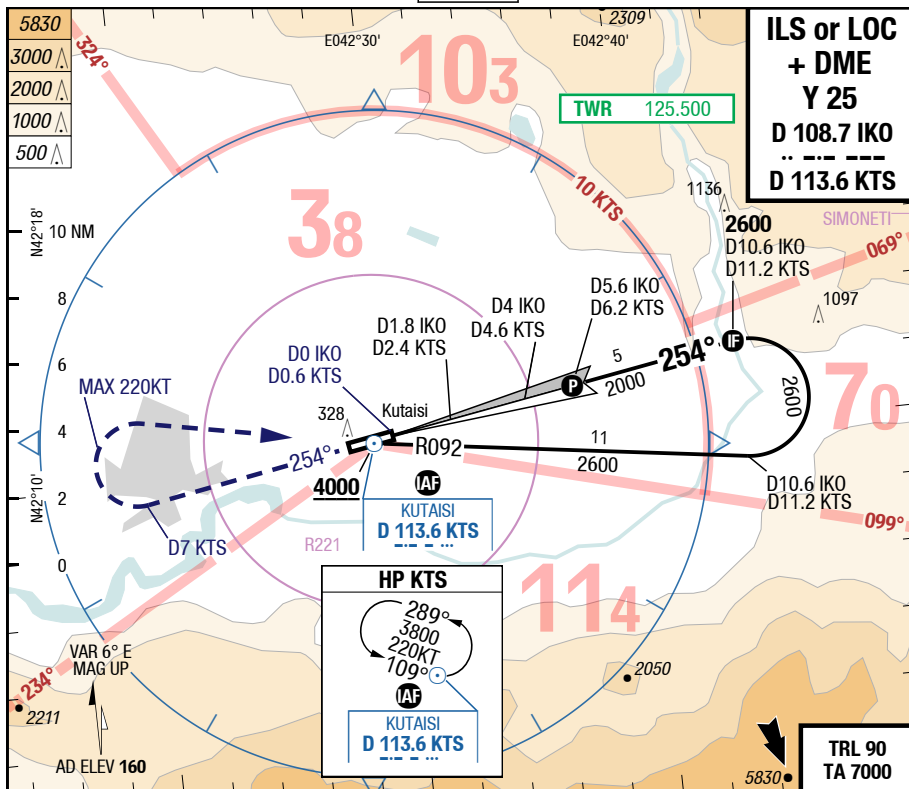 5830
3000
2000
1000
500
324°
E042°30'
2309
E042°40'
ILS or LOC
+ DME
Y 25
D 108.7 IKO
D 113.6 KTS
103
TWR 125.500
10 KTS
1136
2600
D10.6 IKO
D11.2 KTS
SIMONETI
069°
N42°18'
10 NM
38
8
1097
D5.6 IKO
D6.2 KTS
D4 IKO
D4.6 KTS
D1.8 IKO
D2.4 KTS
D0 IKO
D0.6 KTS
6
5
254°
IF
P
2000
MAX 220KT
2600
70
328
Kutaisi
4
254°
R092
11
2600
4000
IAF
D10.6 IKO
D11.2 KTS
N42°10'
2
KUTAISI
D 113.6 KTS
099°
D7 KTS
R221
0
HP KTS
114
289°
3800
220KT
109°
IAF
KUTAISI
D 113.6 KTS
VAR 6° E
MAG UP
2050
234°
2211
AD ELEV 160
5830
TRL 90
TA 7000